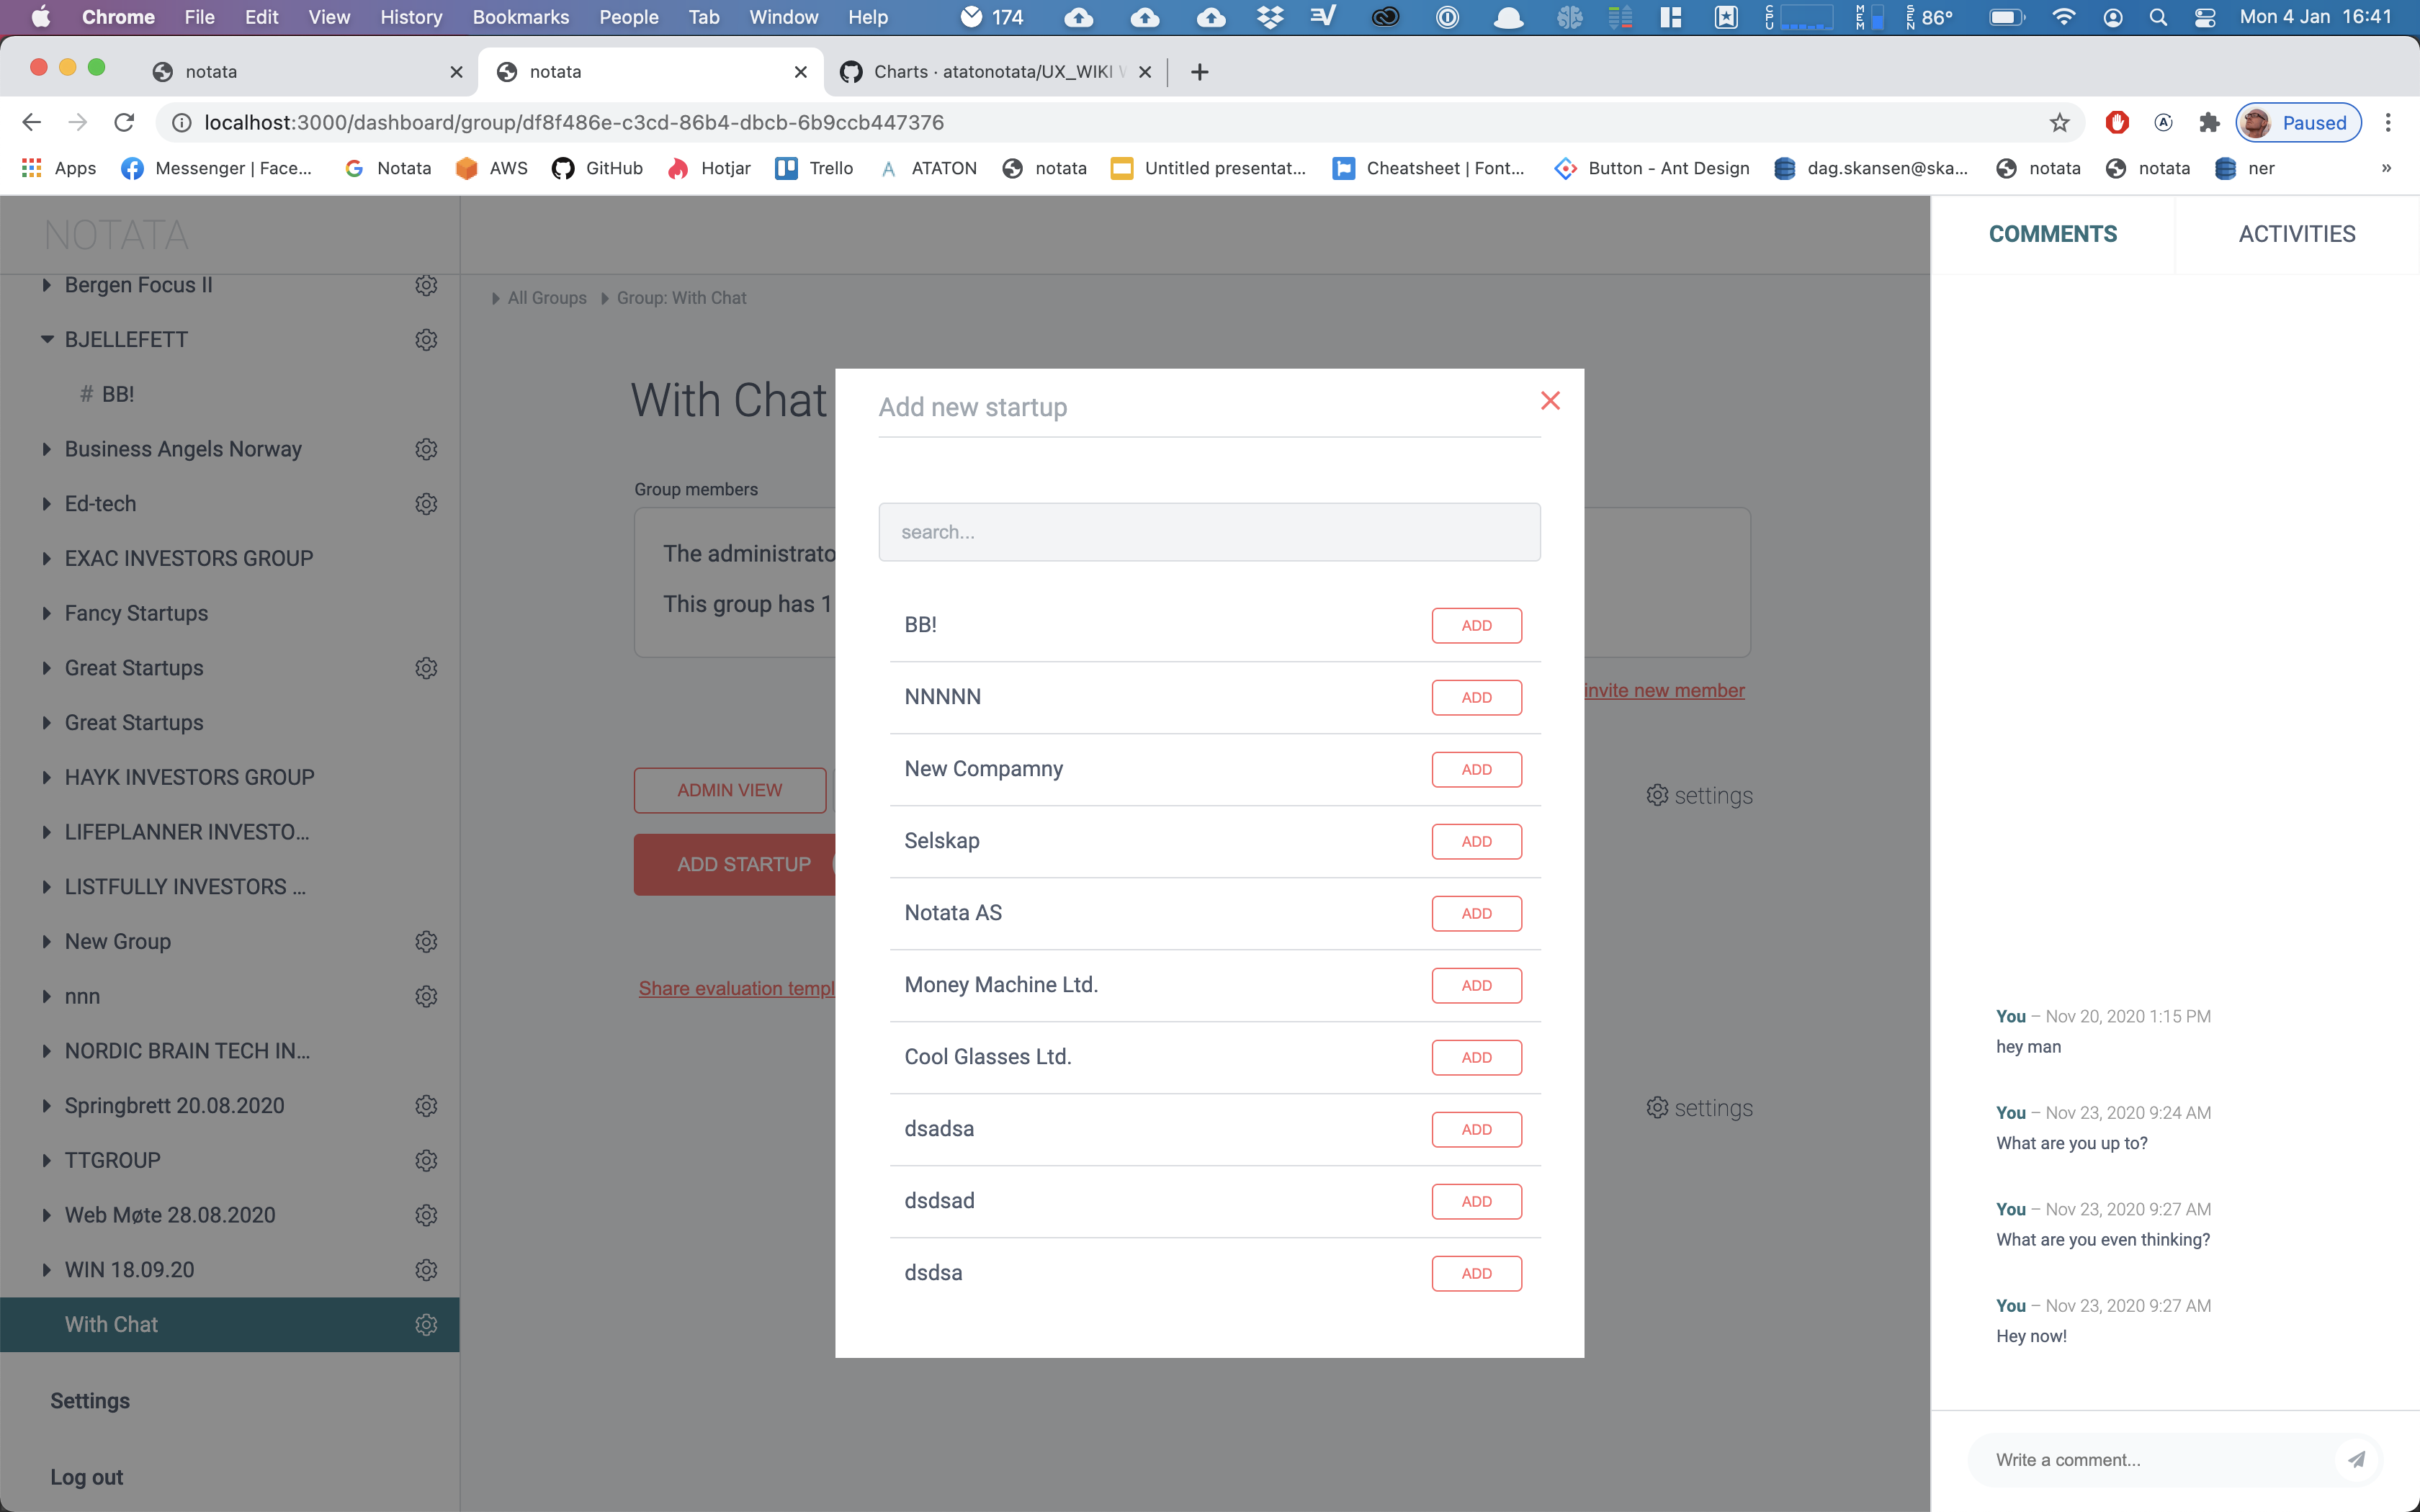 Chrome File Edit View History Bookmarks People Tab Window Help 174 CPU MEM SEN 86° Mon 4 Jan 16:41
notata notata Charts · atatonotata/UX_WIKI
localhost:3000/dashboard/group/df8f486e-c3cd-86b4-dbcb-6b9ccb447376 Paused
Apps Messenger | Face... Notata AWS GitHub Hotjar Trello ATATON notata Untitled presentat... Cheatsheet | Font... Button - Ant Design dag.skansen@ska... notata notata ner »
NOTATA
Bergen Focus II
BJELLEFETT
# BB!
Business Angels Norway
Ed-tech
EXAC INVESTORS GROUP
Fancy Startups
Great Startups
Great Startups
HAYK INVESTORS GROUP
LIFEPLANNER INVESTO...
LISTFULLY INVESTORS ...
New Group
nnn
NORDIC BRAIN TECH IN...
Springbrett 20.08.2020
TTGROUP
Web Møte 28.08.2020
WIN 18.09.20
With Chat
Settings
Log out
All Groups Group: With Chat
With Chat
Group members
The administrato
This group has 1
invite new member
ADMIN VIEW
settings
ADD STARTUP
Share evaluation templ
settings
Add new startup
search...
BB! ADD
NNNNN ADD
New Compamny ADD
Selskap ADD
Notata AS ADD
Money Machine Ltd. ADD
Cool Glasses Ltd. ADD
dsadsa ADD
dsdsad ADD
dsdsa ADD
COMMENTS ACTIVITIES
You – Nov 20, 2020 1:15 PM
hey man
You – Nov 23, 2020 9:24 AM
What are you up to?
You – Nov 23, 2020 9:27 AM
What are you even thinking?
You – Nov 23, 2020 9:27 AM
Hey now!
Write a comment...